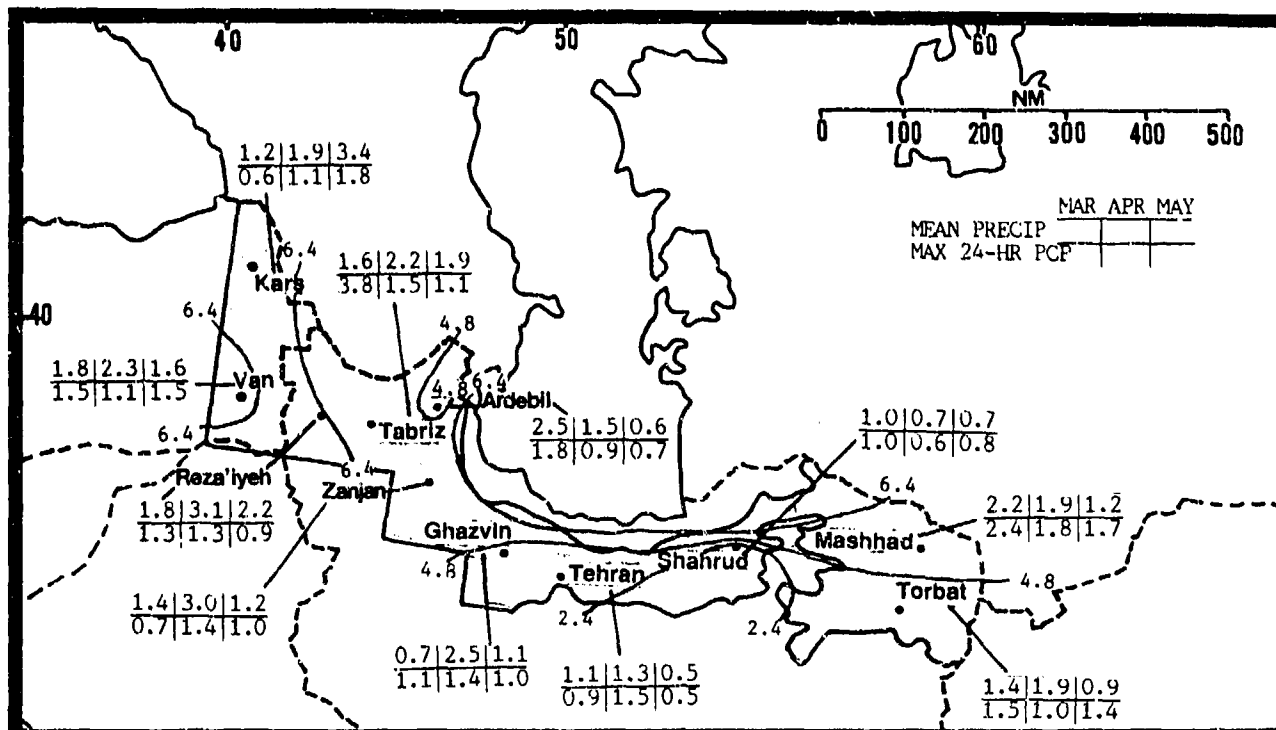 40 50 60
NM
0 100 200 300 400 500
1.2|1.9|3.4
0.6|1.1|1.8
MAR APR MAY
MEAN PRECIP
MAX 24-HR PCP
6.4
Kars
1.6|2.2|1.9
3.8|1.5|1.1
40
6.4
4.8
1.8|2.3|1.6
1.5|1.1|1.5
Van
4.8
6.4
Ardebil
Tabriz
2.5|1.5|0.6
1.8|0.9|0.7
1.0|0.7|0.7
1.0|0.6|0.8
6.4
Reza'iyeh
6.4
Zanjan
6.4
1.8|3.1|2.2
1.3|1.3|0.9
Ghazvin
2.2|1.9|1.2
2.4|1.8|1.7
Mashhad
4.8
Tehran
Shahrud
4.8
Torbat
1.4|3.0|1.2
0.7|1.4|1.0
2.4
2.4
0.7|2.5|1.1
1.1|1.4|1.0
1.1|1.3|0.5
0.9|1.5|0.5
1.4|1.9|0.9
1.5|1.0|1.4